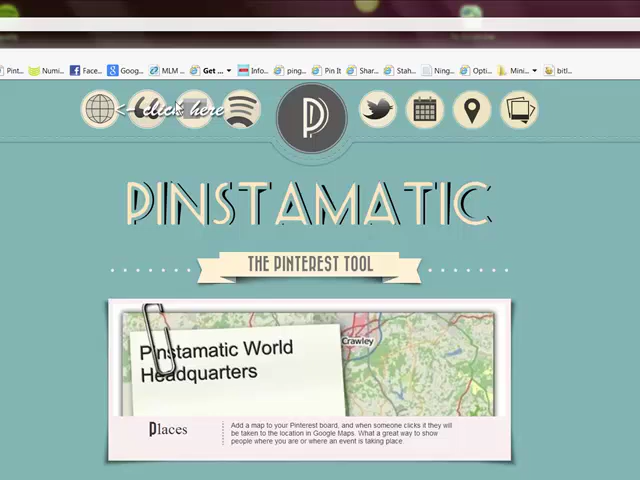 Pint... Numi... Face... Goog... MLM ... Get ... Info... ping... Pin It Shar... Stah... Ning... Opti... Mini... bitl...
<-- click here
P
PINSTAMATIC
THE PINTEREST TOOL
Pinstamatic World
Headquarters
Crawley
Places
Add a map to your Pinterest board, and when someone clicks it they will
be taken to the location in Google Maps. What a great way to show
people where you are or where an event is taking place.